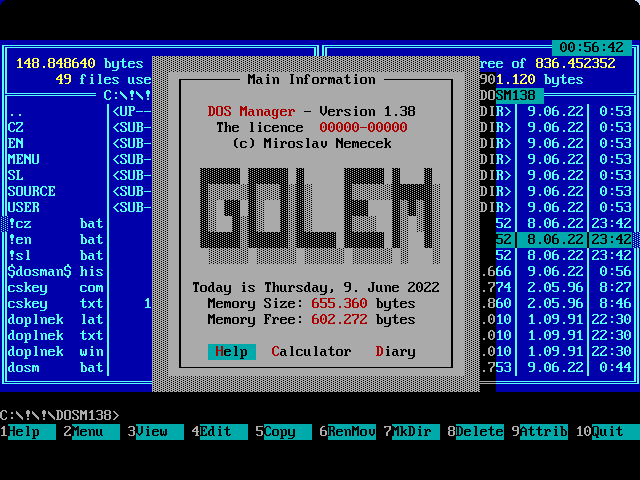 00:56:42
148.848640 bytes ree of 836.452352
49 files use 901.120 bytes
Main Information
C:\!\! DOSM138
.. <UP-- DIR> 9.06.22 0:53
CZ <SUB- DIR> 9.06.22 0:53
EN <SUB- DIR> 9.06.22 0:53
MENU <SUB- DIR> 9.06.22 0:53
SL <SUB- DIR> 9.06.22 0:53
SOURCE <SUB- DIR> 9.06.22 0:53
USER <SUB- DIR> 9.06.22 0:53
!cz bat 52 8.06.22 23:42
!en bat 52 8.06.22 23:42
!sl bat 52 8.06.22 23:42
$dosman$ his .666 9.06.22 0:56
cskey com .774 2.05.96 8:27
cskey txt 1 .860 2.05.96 8:46
doplnek lat .010 1.09.91 22:30
doplnek txt .010 1.09.91 22:30
doplnek win .010 1.09.91 22:30
dosm bat .753 9.06.22 0:44
DOS Manager - Version 1.38
The licence 00000-00000
(c) Miroslav Nemecek
GOLEM
Today is Thursday, 9. June 2022
Memory Size: 655.360 bytes
Memory Free: 602.272 bytes
Help Calculator Diary
C:\!\!\DOSM138>
1Help 2Menu 3View 4Edit 5Copy 6RenMov 7MkDir 8Delete 9Attrib 10Quit